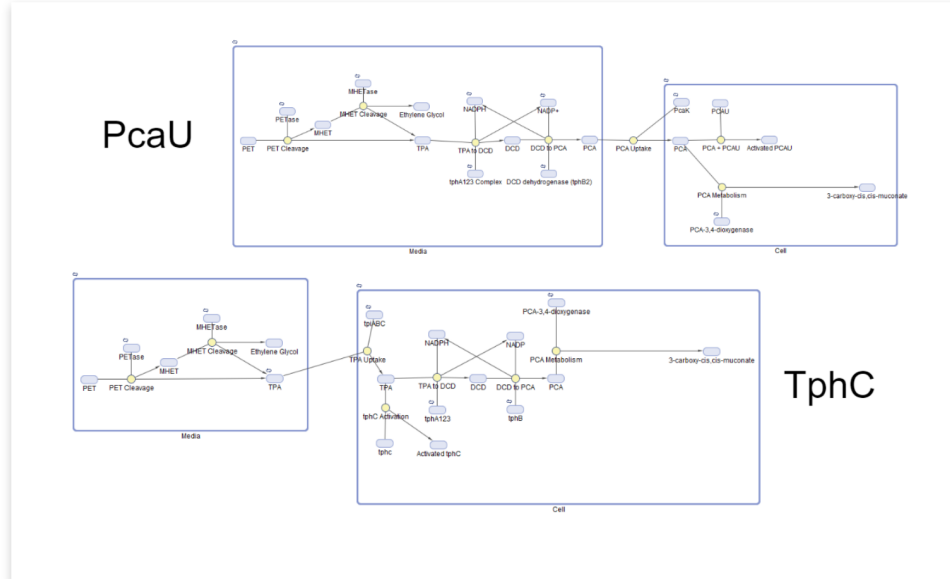 PcaU
MHETase
MHET Cleavage
Ethylene Glycol
PETase
MHET
PET
PET Cleavage
TPA
NADPH
NADP+
TPA to DCD
DCD
DCD to PCA
PCA
tphA123 Complex
DCD dehydrogenase (tphB2)
Media
PCA Uptake
PcaK
PCAU
PCA
PCA + PCAU
Activated PCAU
PCA Metabolism
3-carboxy-cis,cis-muconate
PCA-3,4-dioxygenase
Cell
MHETase
MHET Cleavage
Ethylene Glycol
PETase
MHET
PET
PET Cleavage
TPA
Media
tpiABC
TPA Uptake
PCA-3,4-dioxygenase
NADPH
NADP
PCA Metabolism
3-carboxy-cis,cis-muconate
TPA
TPA to DCD
DCD
DCD to PCA
PCA
tphC Activation
tphA123
tphB
tphc
Activated tphC
Cell
TphC